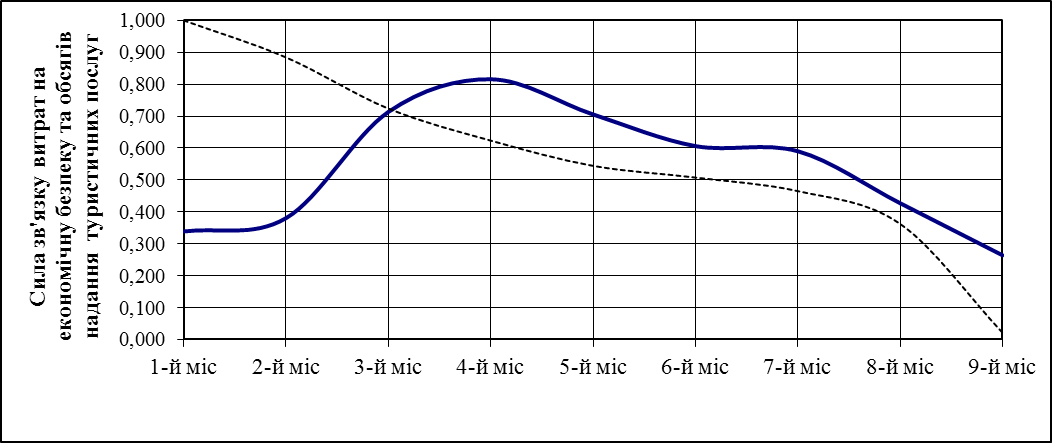 Сила зв'язку витрат на
економічну безпеку та обсягів
надання туристичних послуг
1,000
0,900
0,800
0,700
0,600
0,500
0,400
0,300
0,200
0,100
0,000
1-й міс 2-й міс 3-й міс 4-й міс 5-й міс 6-й міс 7-й міс 8-й міс 9-й міс